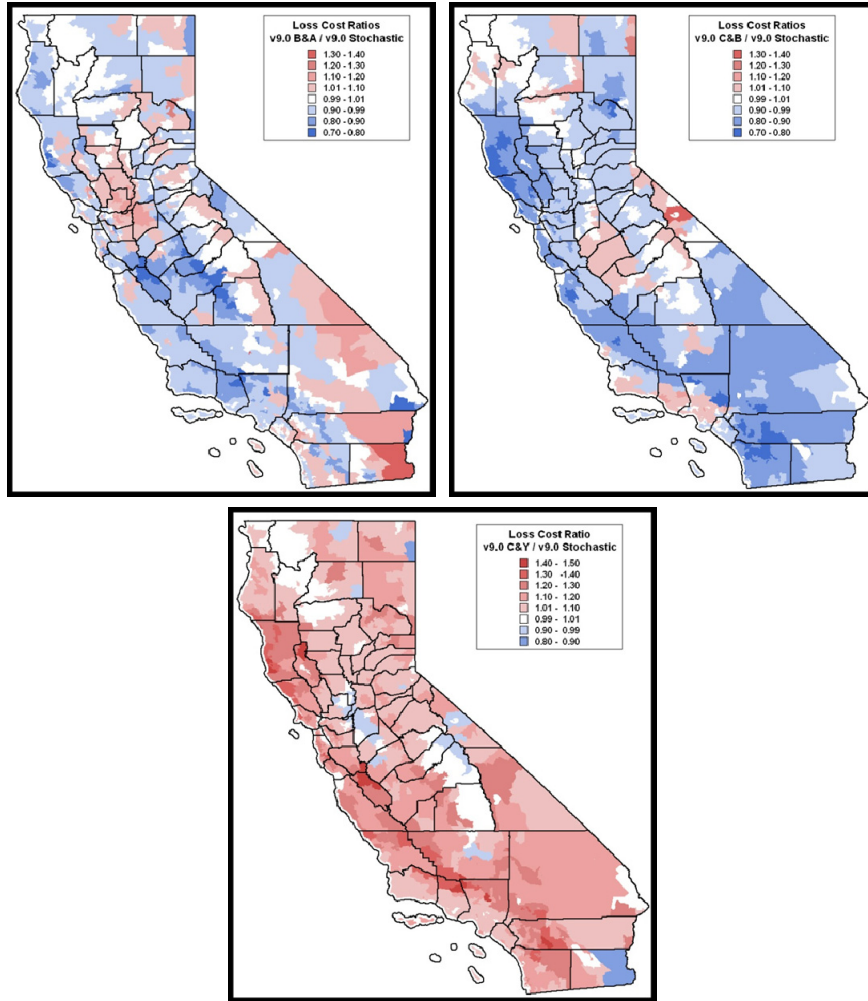 Loss Cost Ratios
v9.0 B&A / v9.0 Stochastic
1.30 - 1.40
1.20 - 1.30
1.10 - 1.20
1.01 - 1.10
0.99 - 1.01
0.90 - 0.99
0.80 - 0.90
0.70 - 0.80
Loss Cost Ratios
v9.0 C&B / v9.0 Stochastic
1.30 - 1.40
1.20 - 1.30
1.10 - 1.20
1.01 - 1.10
0.99 - 1.01
0.90 - 0.99
0.80 - 0.90
0.70 - 0.80
Loss Cost Ratio
v9.0 C&Y / v9.0 Stochastic
1.40 - 1.50
1.30 -1.40
1.20 - 1.30
1.10 - 1.20
1.01 - 1.10
0.99 - 1.01
0.90 - 0.99
0.80 - 0.90